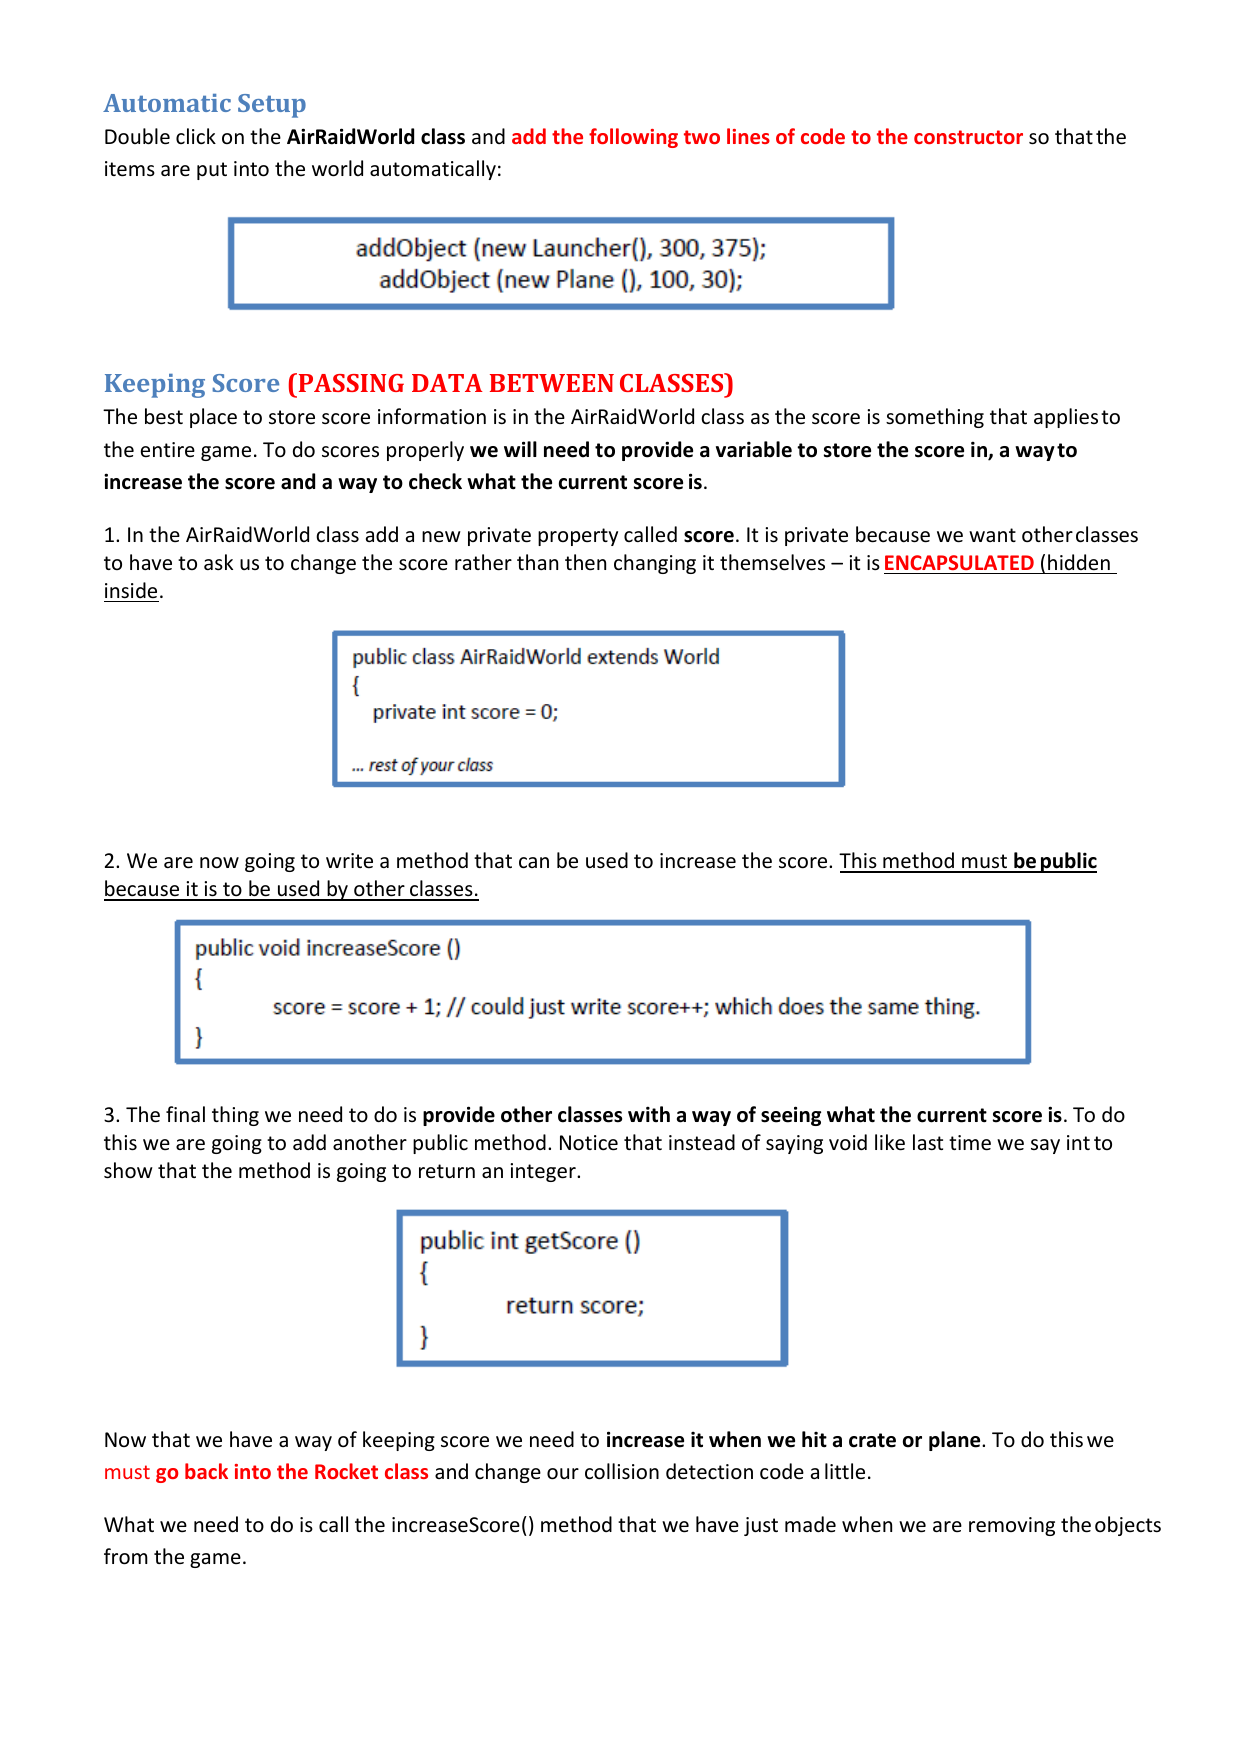 Automatic Setup
Double click on the AirRaidWorld class and add the following two lines of code to the constructor so that the
items are put into the world automatically:
addObject (new Launcher(), 300, 375);
addObject (new Plane (), 100, 30);
Keeping Score (PASSING DATA BETWEEN CLASSES)
The best place to store score information is in the AirRaidWorld class as the score is something that applies to
the entire game. To do scores properly we will need to provide a variable to store the score in, a way to
increase the score and a way to check what the current score is.
1. In the AirRaidWorld class add a new private property called score. It is private because we want other classes
to have to ask us to change the score rather than then changing it themselves – it is ENCAPSULATED (hidden
inside.
public class AirRaidWorld extends World
{
private int score = 0;
... rest of your class
2. We are now going to write a method that can be used to increase the score. This method must be public
because it is to be used by other classes.
public void increaseScore ()
{
score = score + 1; // could just write score++; which does the same thing.
}
3. The final thing we need to do is provide other classes with a way of seeing what the current score is. To do
this we are going to add another public method. Notice that instead of saying void like last time we say int to
show that the method is going to return an integer.
public int getScore ()
{
return score;
}
Now that we have a way of keeping score we need to increase it when we hit a crate or plane. To do this we
must go back into the Rocket class and change our collision detection code a little.
What we need to do is call the increaseScore() method that we have just made when we are removing the objects
from the game.